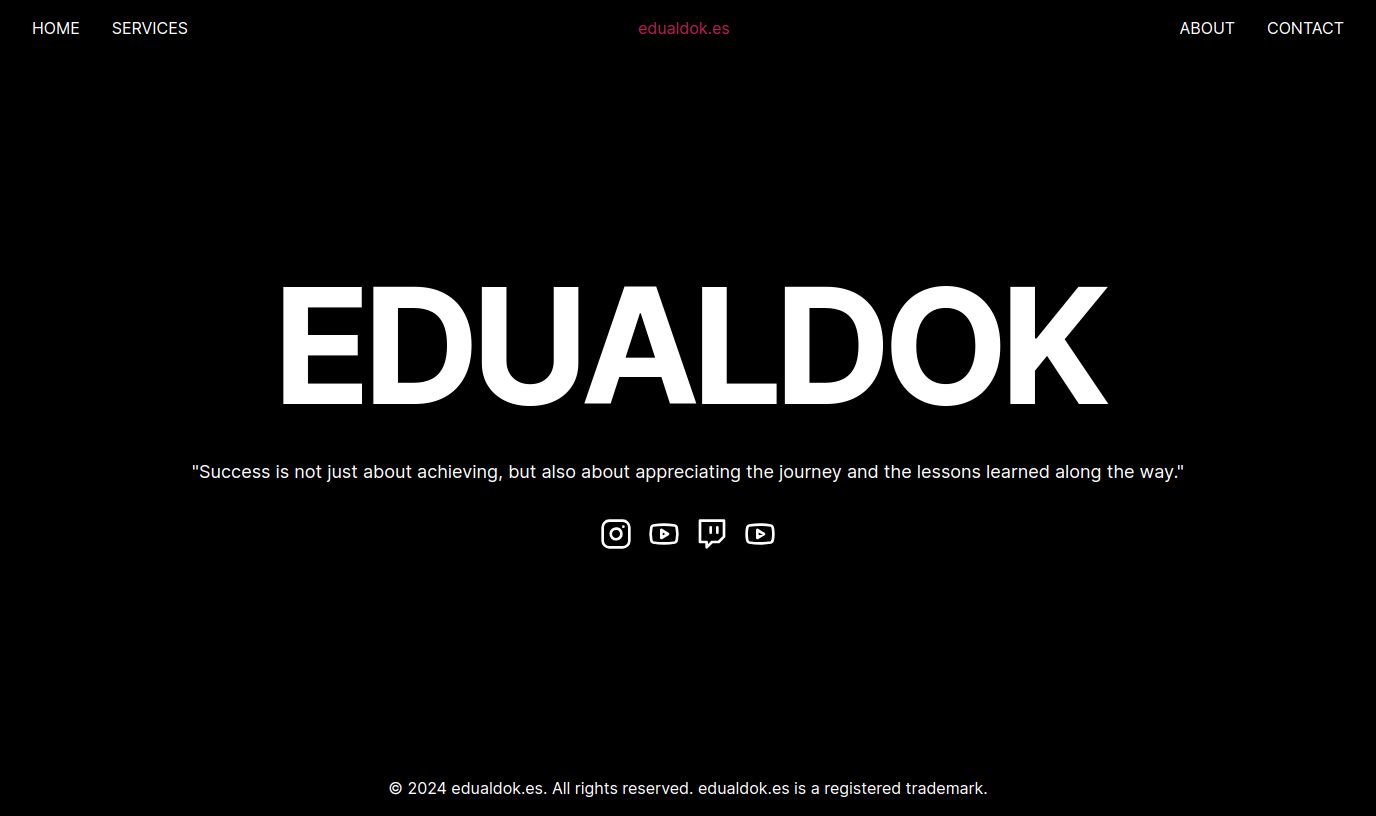 HOME SERVICES edualdok.es ABOUT CONTACT
EDUALDOK
"Success is not just about achieving, but also about appreciating the journey and the lessons learned along the way."
© 2024 edualdok.es. All rights reserved. edualdok.es is a registered trademark.